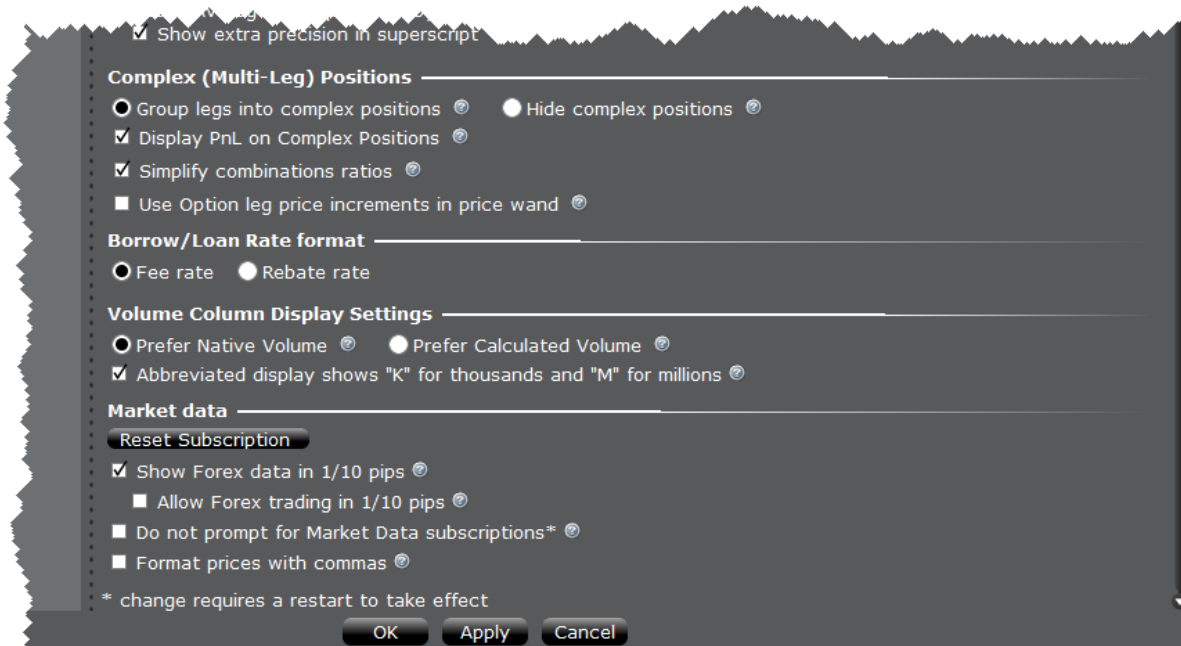 Show extra precision in superscript
Complex (Multi-Leg) Positions
Group legs into complex positions Hide complex positions
Display PnL on Complex Positions
Simplify combinations ratios
Use Option leg price increments in price wand
Borrow/Loan Rate format
Fee rate Rebate rate
Volume Column Display Settings
Prefer Native Volume Prefer Calculated Volume
Abbreviated display shows "K" for thousands and "M" for millions
Market data
Reset Subscription
Show Forex data in 1/10 pips
Allow Forex trading in 1/10 pips
Do not prompt for Market Data subscriptions*
Format prices with commas
* change requires a restart to take effect
OK Apply Cancel